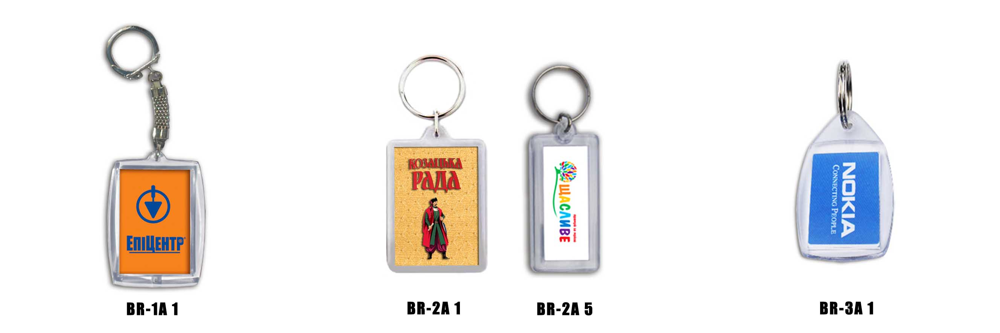 ЕПІЦЕНТР®
КОЗАЦЬКА
РАДА
ЩАСЛИВЕ
NOKIA
CONNECTING PEOPLE
BR-1A 1
BR-2A 1
BR-2A 5
BR-3A 1